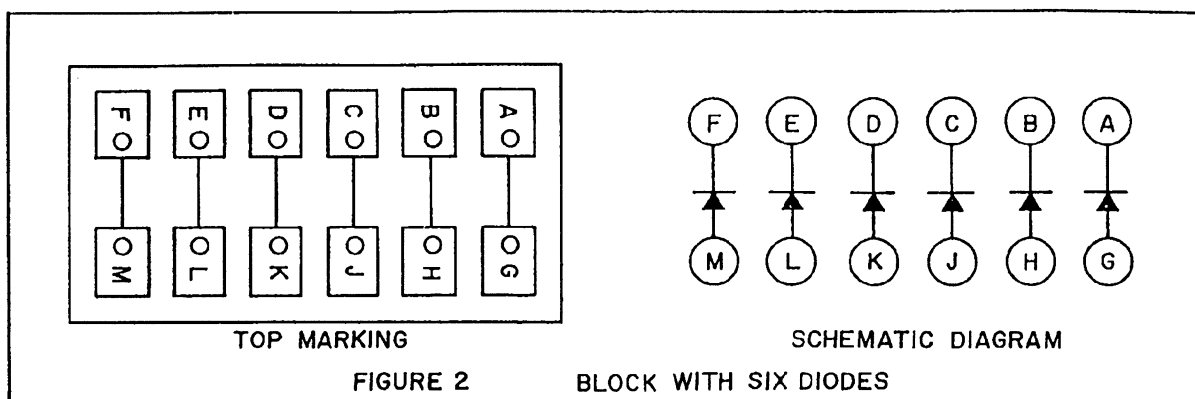 F E D C B A
M L K J H G
TOP MARKING
F E D C B A
M L K J H G
SCHEMATIC DIAGRAM
FIGURE 2 BLOCK WITH SIX DIODES